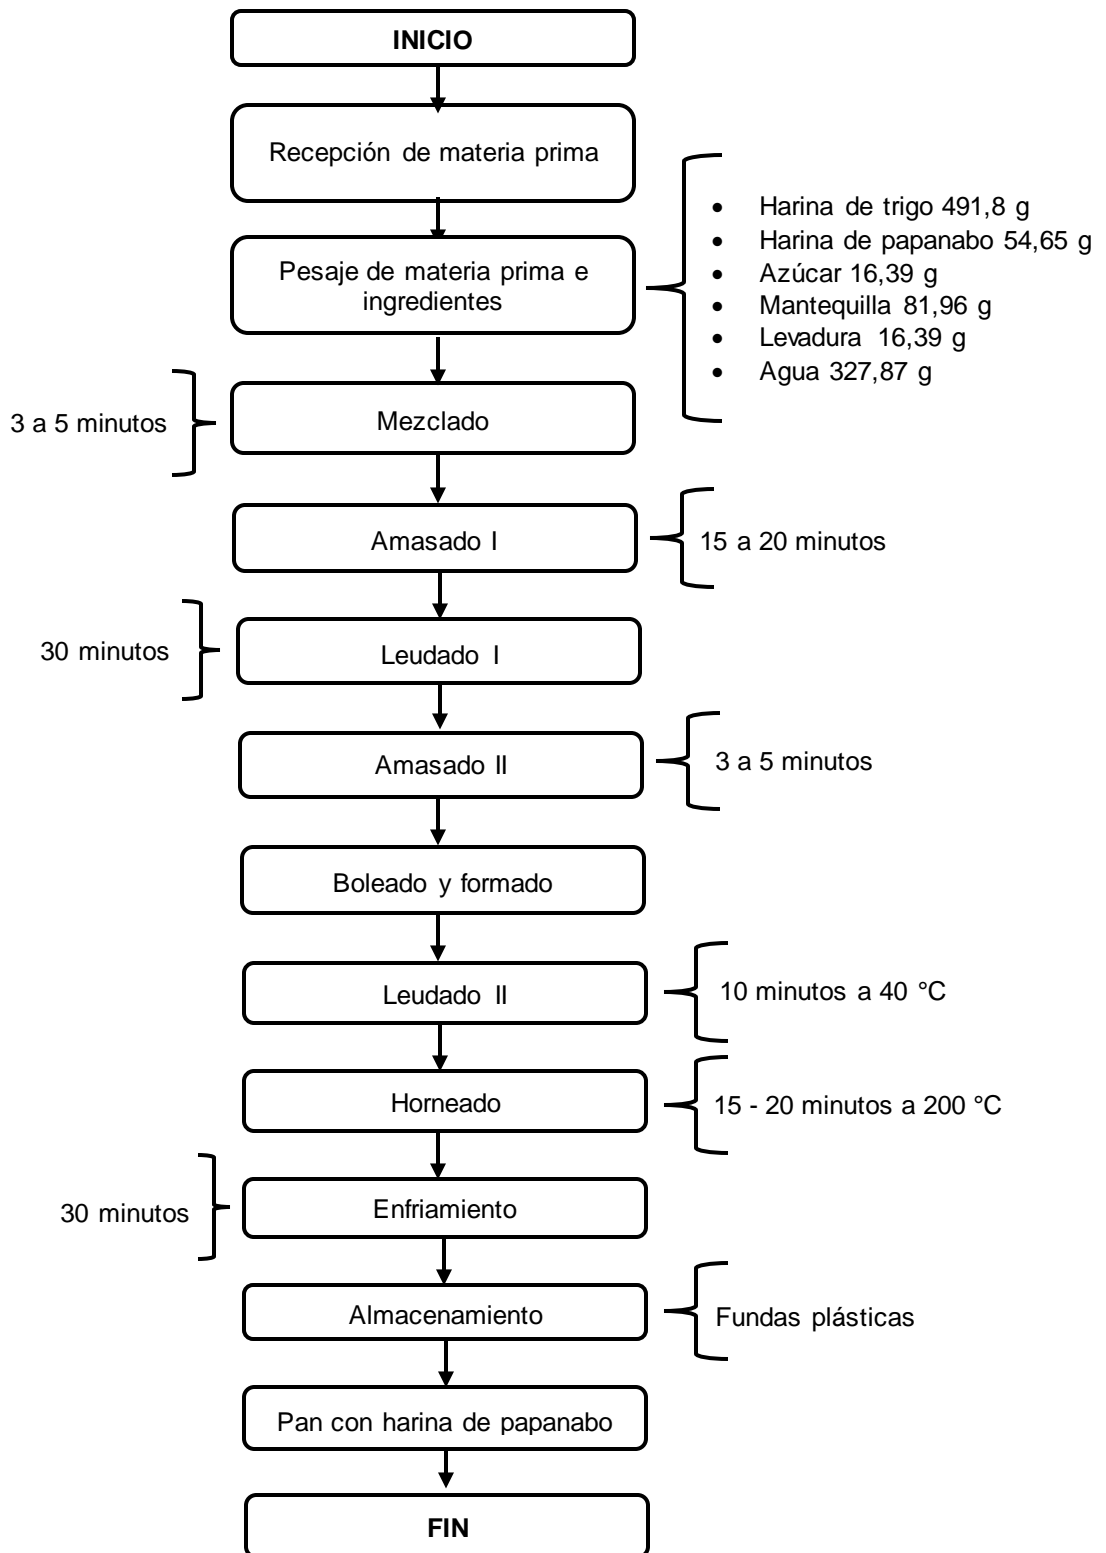 INICIO
Recepción de materia prima
Pesaje de materia prima e
ingredientes
• Harina de trigo 491,8 g
• Harina de papanabo 54,65 g
• Azúcar 16,39 g
• Mantequilla 81,96 g
• Levadura 16,39 g
• Agua 327,87 g
3 a 5 minutos
Mezclado
Amasado I
15 a 20 minutos
30 minutos
Leudado I
Amasado II
3 a 5 minutos
Boleado y formado
Leudado II
10 minutos a 40 °C
Horneado
15 - 20 minutos a 200 °C
30 minutos
Enfriamiento
Almacenamiento
Fundas plásticas
Pan con harina de papanabo
FIN